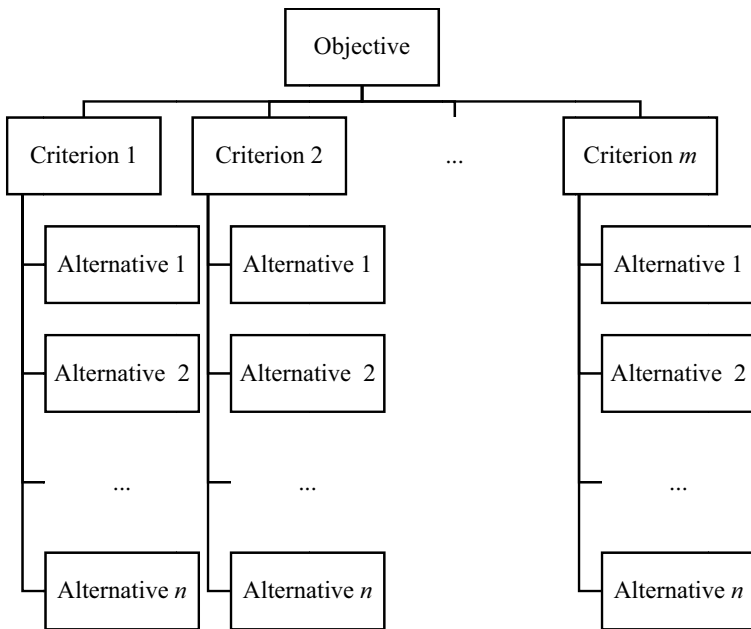 Objective
Criterion 1
Criterion 2
...
Criterion m
Alternative 1
Alternative 1
Alternative 1
Alternative 2
Alternative 2
Alternative 2
...
...
...
Alternative n
Alternative n
Alternative n